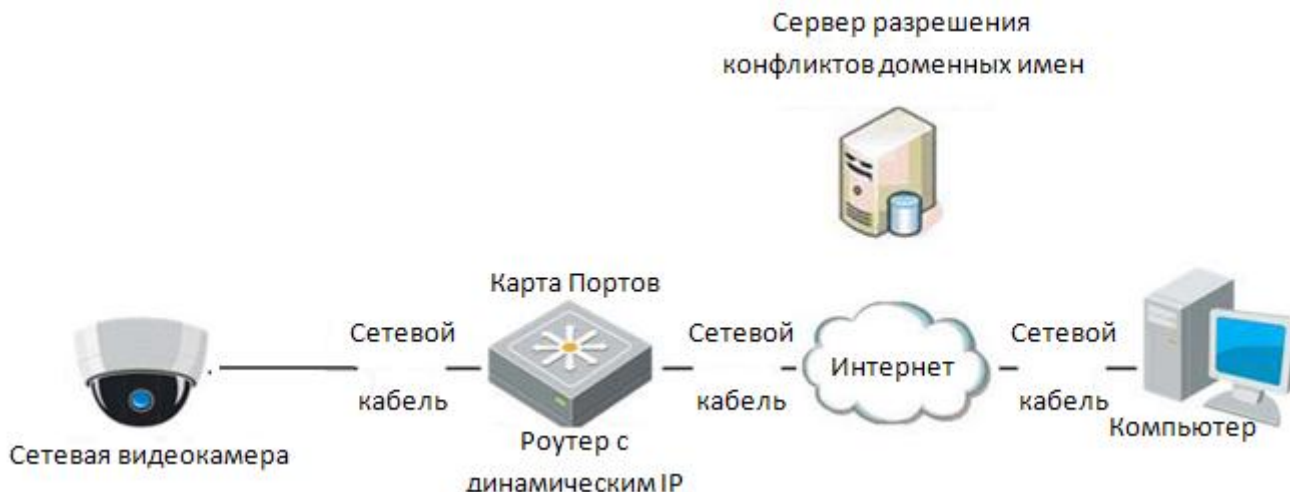 Сервер разрешения
конфликтов доменных имен
Карта Портов
Сетевой
кабель
Сетевой
кабель
Интернет
Сетевой
кабель
Сетевая видеокамера
Роутер с
динамическим IP
Компьютер